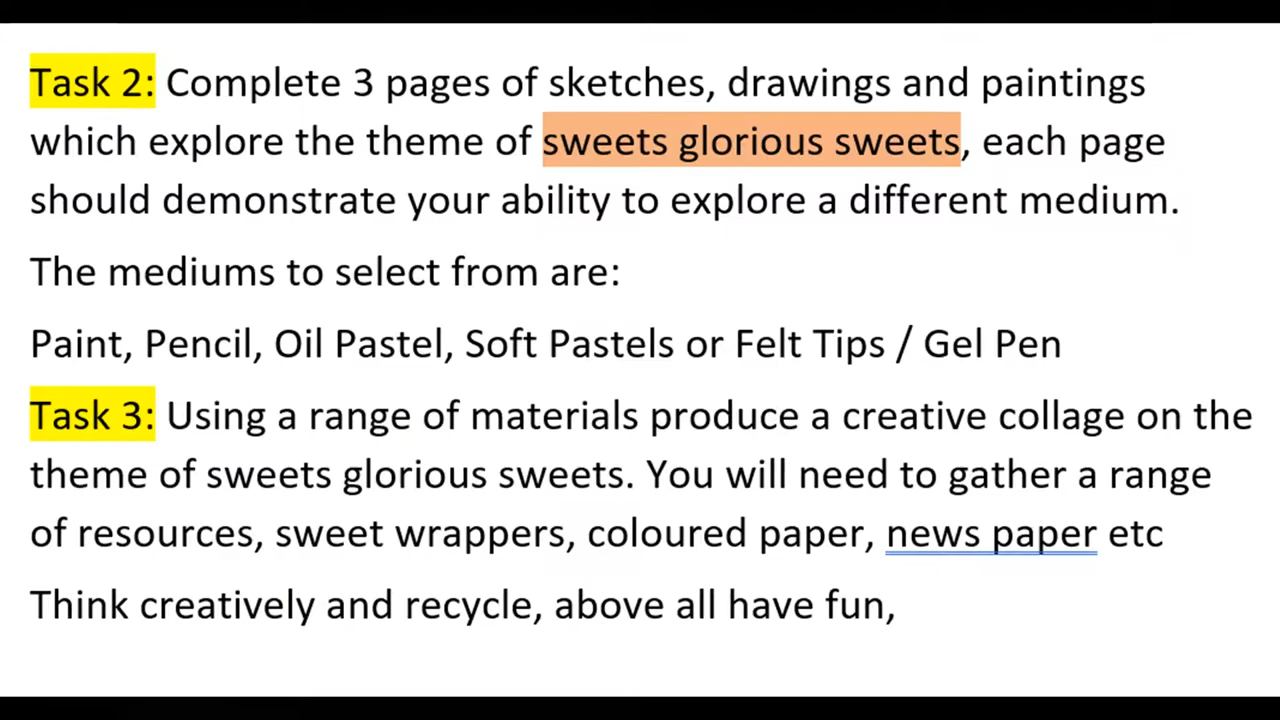 Task 2: Complete 3 pages of sketches, drawings and paintings
which explore the theme of sweets glorious sweets, each page
should demonstrate your ability to explore a different medium.
The mediums to select from are:
Paint, Pencil, Oil Pastel, Soft Pastels or Felt Tips / Gel Pen
Task 3: Using a range of materials produce a creative collage on the
theme of sweets glorious sweets. You will need to gather a range
of resources, sweet wrappers, coloured paper, news paper etc
Think creatively and recycle, above all have fun,